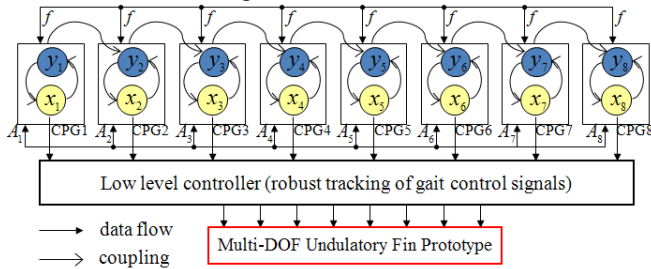 f f f f f f f f
y1 y2 y3 y4 y5 y6 y7 y8
x1 x2 x3 x4 x5 x6 x7 x8
A1 CPG1 A2 CPG2 A3 CPG3 A4 CPG4 A5 CPG5 A6 CPG6 A7 CPG7 A8 CPG8
Low level controller (robust tracking of gait control signals)
data flow
Multi-DOF Undulatory Fin Prototype
coupling